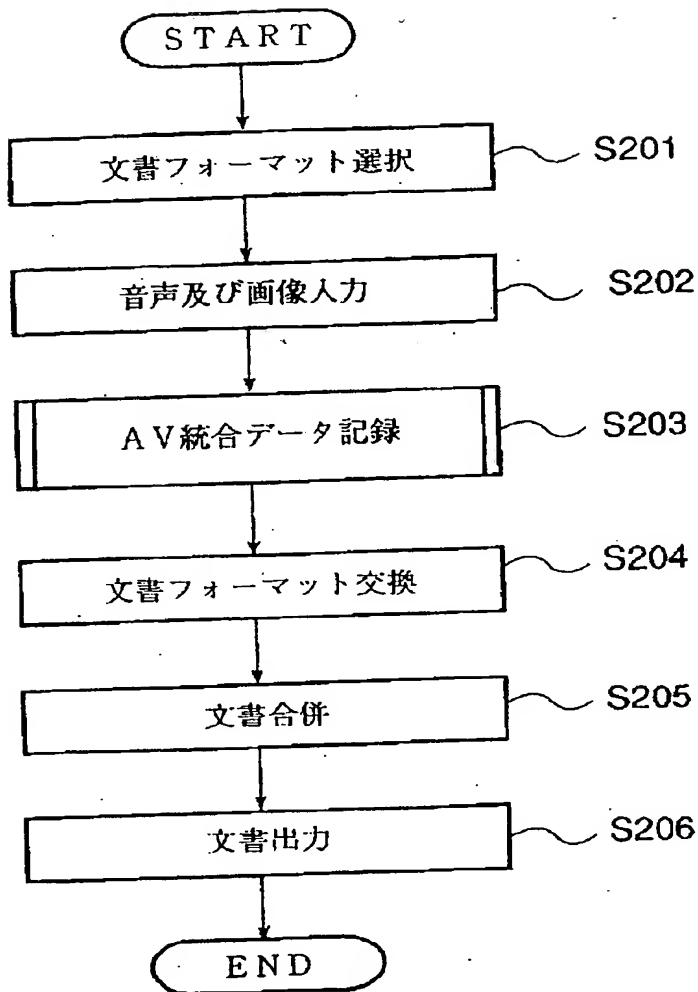 START
文書フォーマット選択 S201
音声及び画像入力 S202
AV統合データ記録 S203
文書フォーマット交換 S204
文書合併 S205
文書出力 S206
END